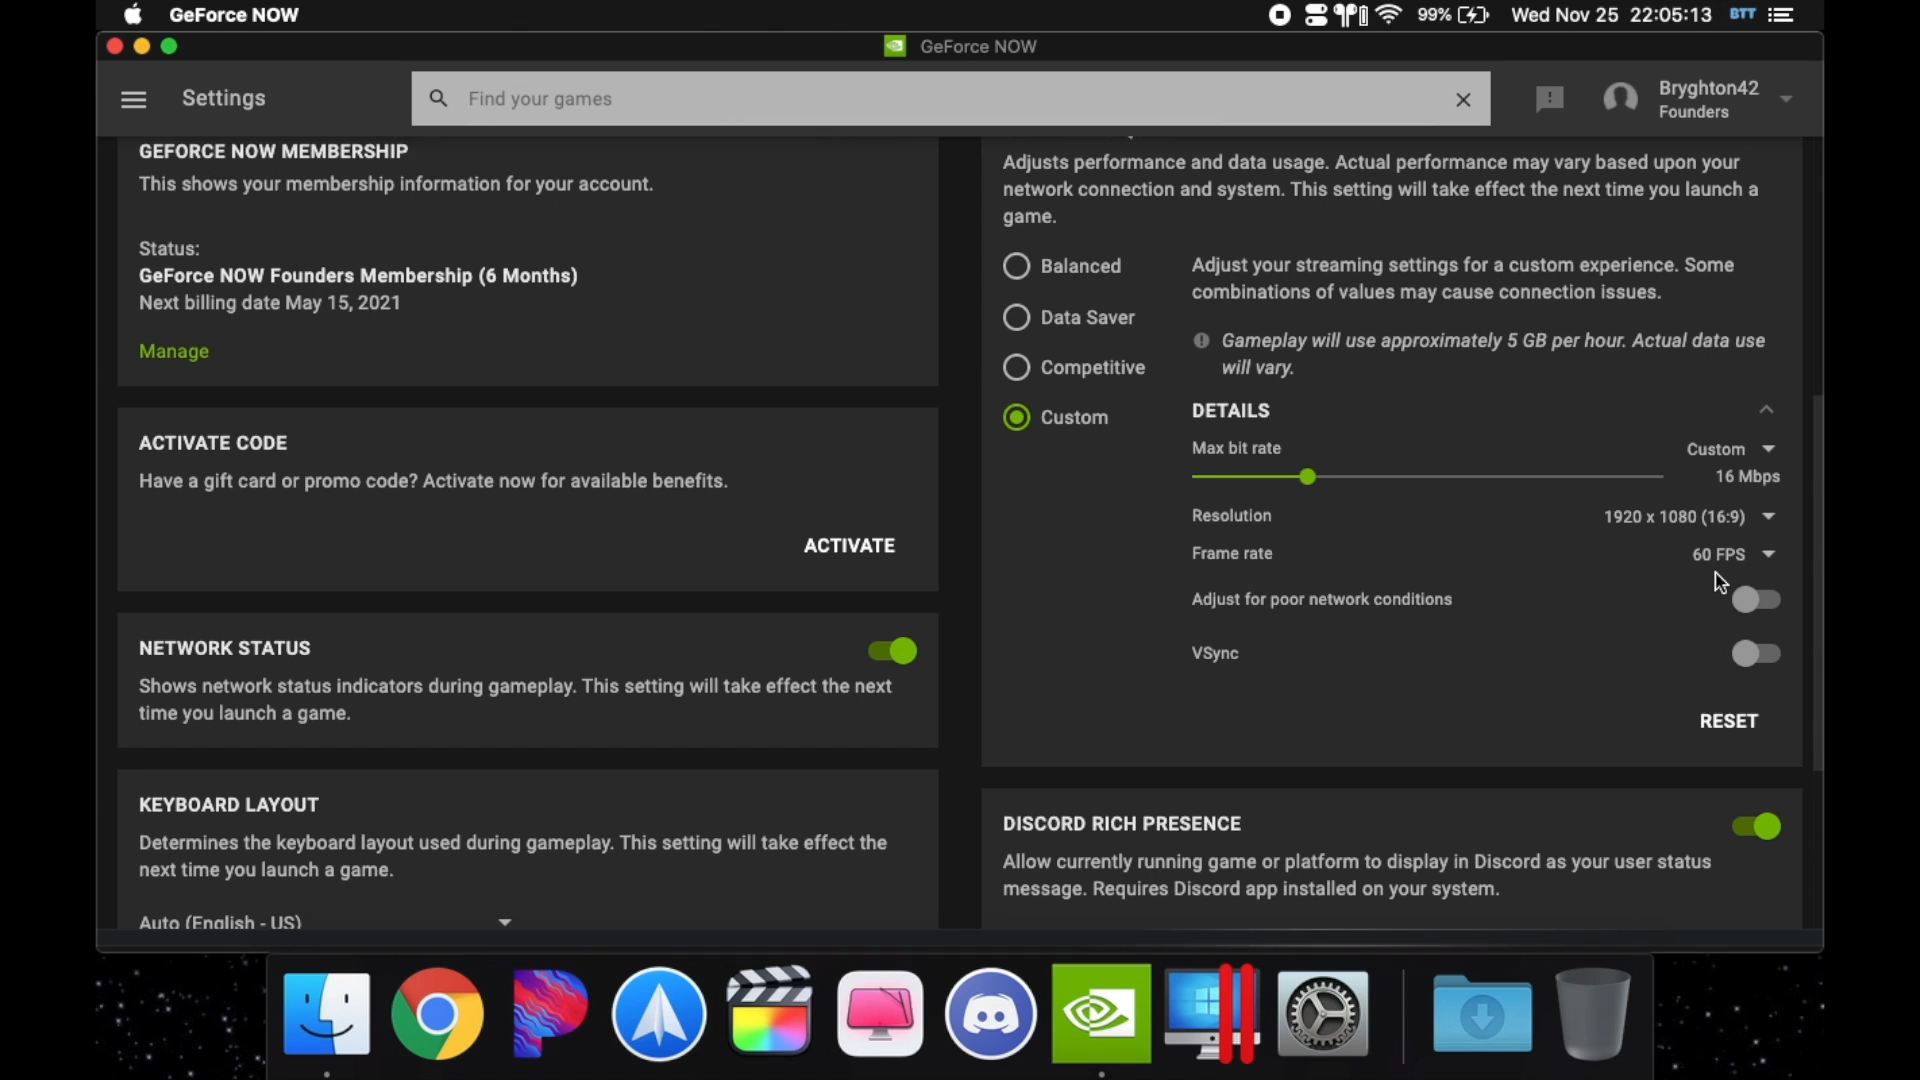 GeForce NOW
99%
Wed Nov 25 22:05:13
BTT
GeForce NOW
Settings
Find your games
Bryghton42
Founders
GEFORCE NOW MEMBERSHIP
This shows your membership information for your account.
Status:
GeForce NOW Founders Membership (6 Months)
Next billing date May 15, 2021
Manage
ACTIVATE CODE
Have a gift card or promo code? Activate now for available benefits.
ACTIVATE
NETWORK STATUS
Shows network status indicators during gameplay. This setting will take effect the next
time you launch a game.
KEYBOARD LAYOUT
Determines the keyboard layout used during gameplay. This setting will take effect the
next time you launch a game.
Auto (English - US)
Adjusts performance and data usage. Actual performance may vary based upon your
network connection and system. This setting will take effect the next time you launch a
game.
Balanced
Data Saver
Competitive
Custom
Adjust your streaming settings for a custom experience. Some
combinations of values may cause connection issues.
Gameplay will use approximately 5 GB per hour. Actual data use
will vary.
DETAILS
Max bit rate
Custom
16 Mbps
Resolution
1920 x 1080 (16:9)
Frame rate
60 FPS
Adjust for poor network conditions
VSync
RESET
DISCORD RICH PRESENCE
Allow currently running game or platform to display in Discord as your user status
message. Requires Discord app installed on your system.